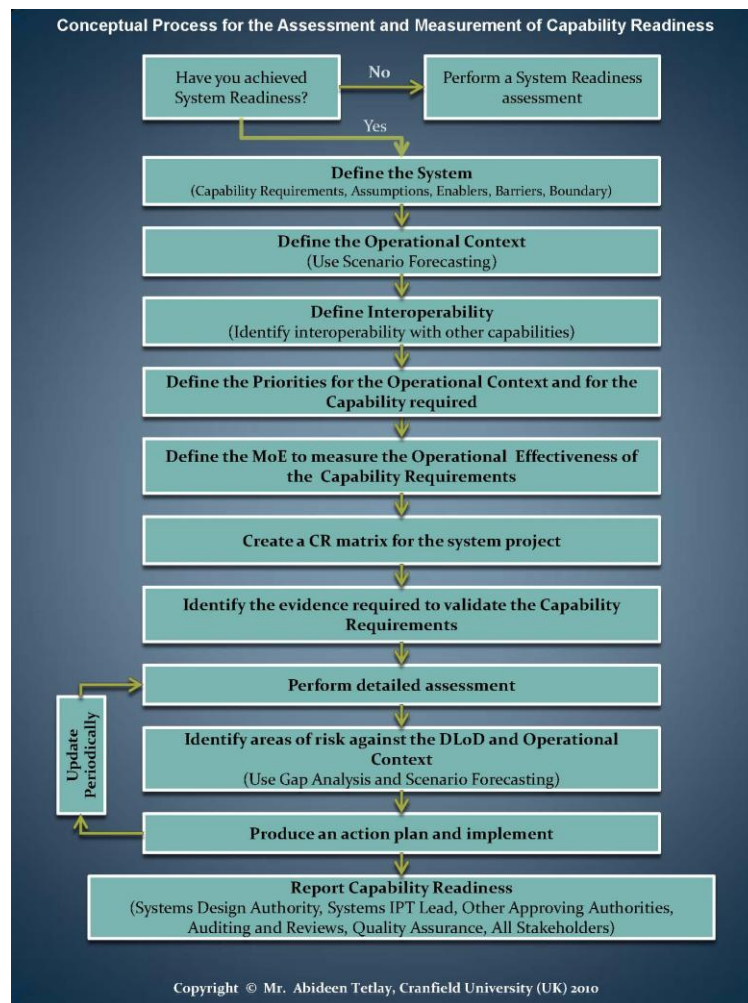 Conceptual Process for the Assessment and Measurement of Capability Readiness
Have you achieved
System Readiness?
No
Perform a System Readiness
assessment
Yes
Define the System
(Capability Requirements, Assumptions, Enablers, Barriers, Boundary)
Define the Operational Context
(Use Scenario Forecasting)
Define Interoperability
(Identify interoperability with other capabilities)
Define the Priorities for the Operational Context and for the
Capability required
Define the MoE to measure the Operational Effectiveness of
the Capability Requirements
Create a CR matrix for the system project
Identify the evidence required to validate the Capability
Requirements
Perform detailed assessment
Update
Periodically
Identify areas of risk against the DLoD and Operational
Context
(Use Gap Analysis and Scenario Forecasting)
Produce an action plan and implement
Report Capability Readiness
(Systems Design Authority, Systems IPT Lead, Other Approving Authorities,
Auditing and Reviews, Quality Assurance, All Stakeholders)
Copyright © Mr. Abideen Tetlay, Cranfield University (UK) 2010